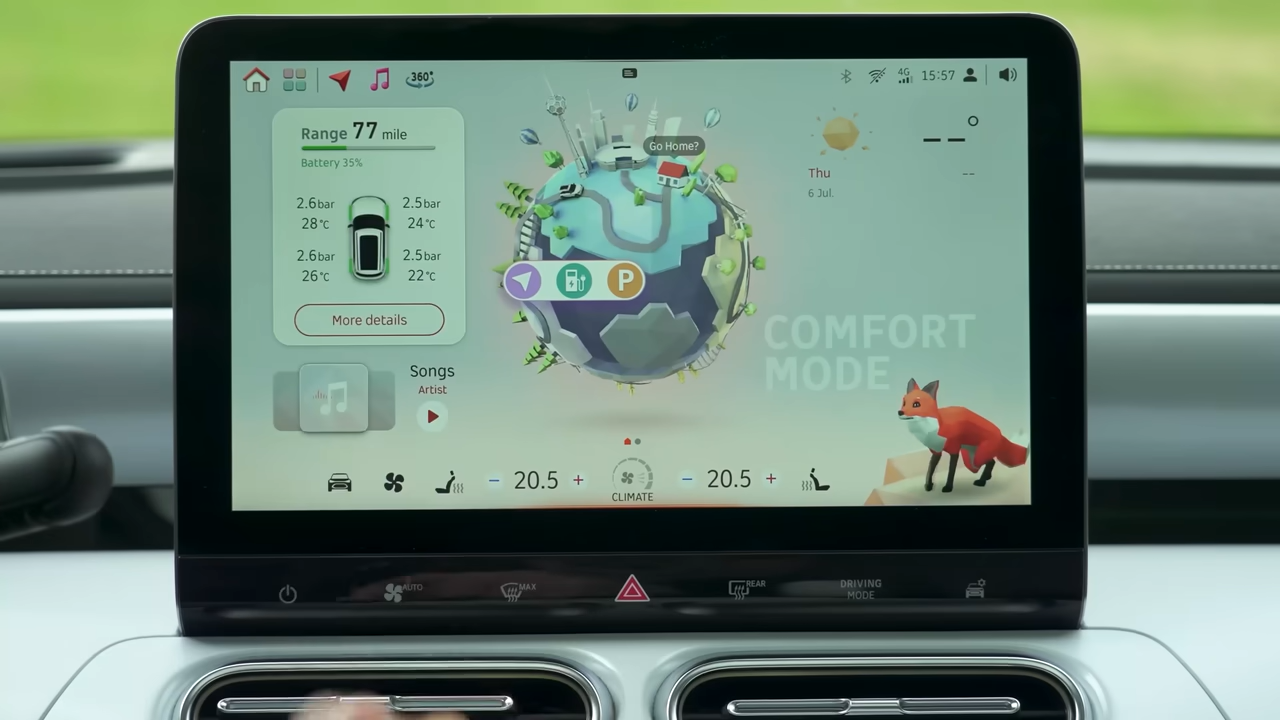 360°
4G
15:57
Range 77 mile
Battery 35%
2.6bar
28°C
2.5bar
24°C
2.6bar
26°C
2.5bar
22°C
More details
Songs
Artist
Go Home?
P
-- °
Thu
--
6 Jul.
COMFORT
MODE
- 20.5 +
CLIMATE
- 20.5 +
AUTO
MAX
REAR
DRIVING
MODE